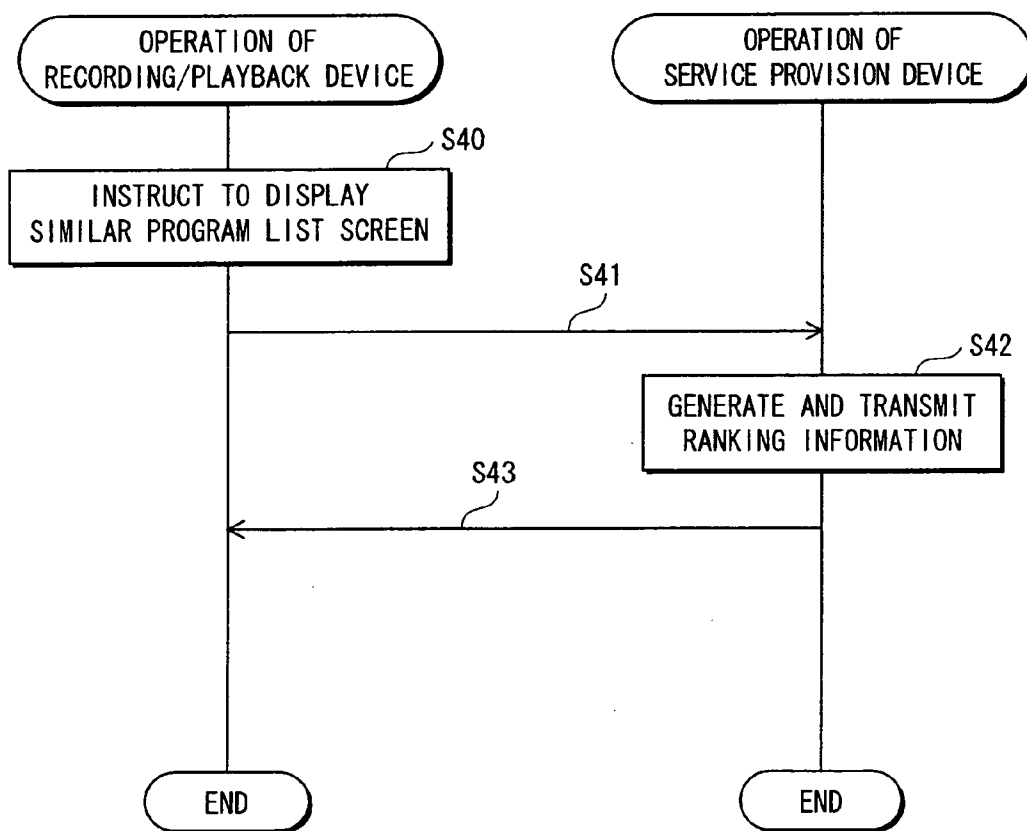 OPERATION OF
RECORDING/PLAYBACK DEVICE
OPERATION OF
SERVICE PROVISION DEVICE
S40
INSTRUCT TO DISPLAY
SIMILAR PROGRAM LIST SCREEN
S41
S42
GENERATE AND TRANSMIT
RANKING INFORMATION
S43
END
END